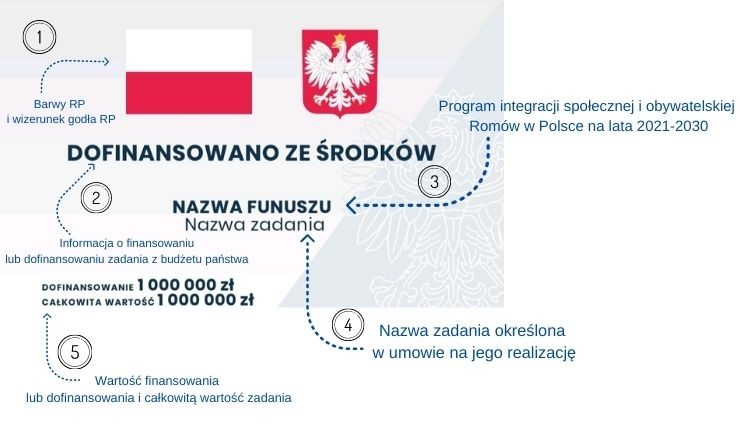 1
Barwy RP
i wizerunek godła RP
Program integracji społecznej i obywatelskiej
Romów w Polsce na lata 2021-2030
DOFINANSOWANO ZE ŚRODKÓW
3
2
NAZWA FUNUSZU
Nazwa zadania
Informacja o finansowaniu
lub dofinansowaniu zadania z budżetu państwa
DOFINANSOWANIE 1 000 000 zł
CAŁKOWITA WARTOŚĆ 1 000 000 zł
4
Nazwa zadania określona
w umowie na jego realizację
5
Wartość finansowania
lub dofinansowania i całkowitą wartość zadania